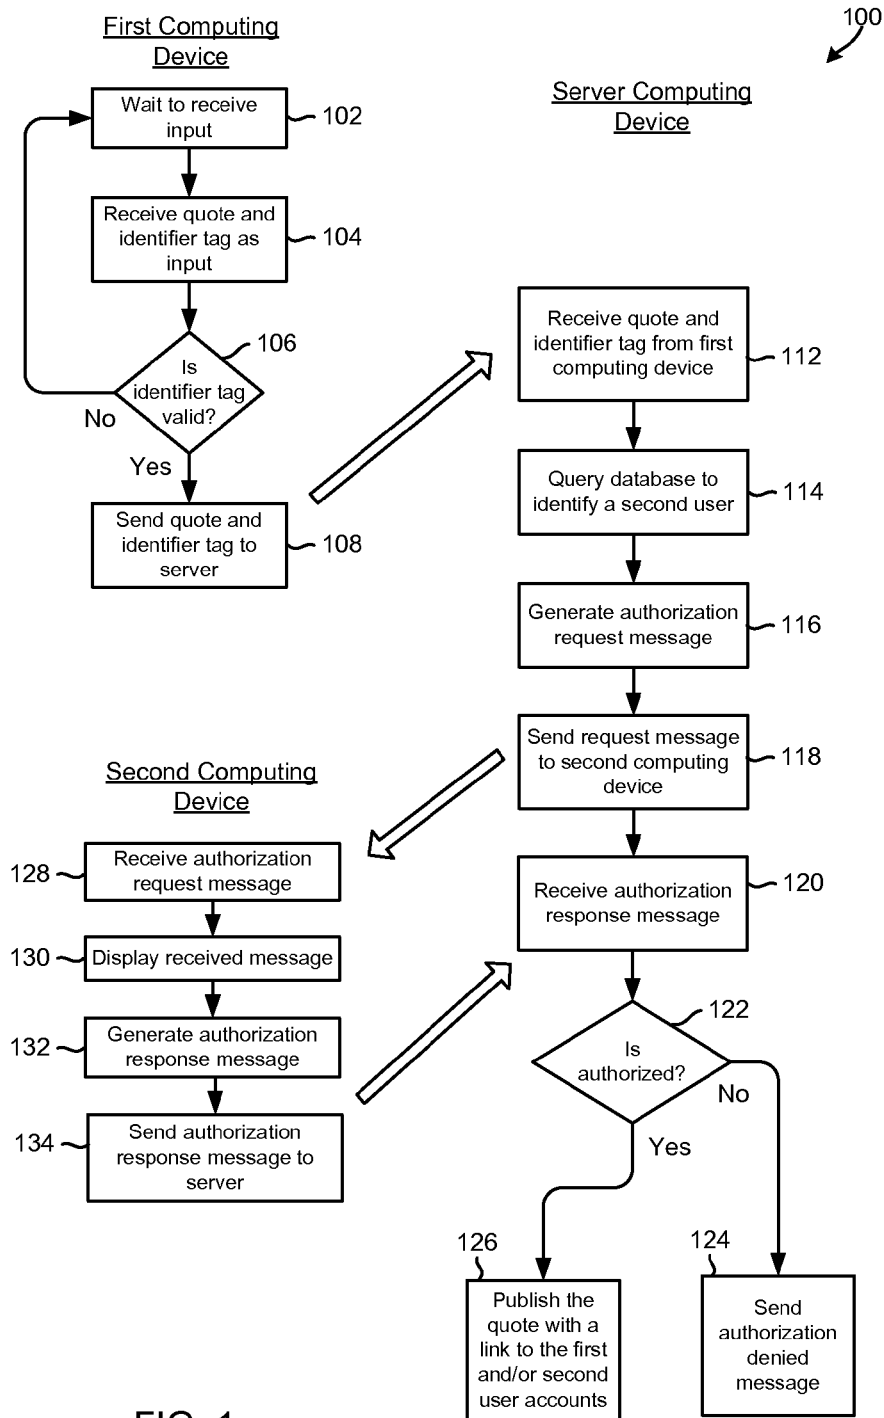 100
First Computing
Device
Wait to receive
input
102
Receive quote and
identifier tag as
input
104
Is
identifier tag
valid?
106
No
Yes
Send quote and
identifier tag to
server
108
Server Computing
Device
Receive quote and
identifier tag from first
computing device
112
Query database to
identify a second user
114
Generate authorization
request message
116
Send request message
to second computing
device
118
Receive authorization
response message
120
Is
authorized?
122
No
Yes
126
Publish the
quote with a
link to the first
and/or second
user accounts
124
Send
authorization
denied
message
Second Computing
Device
Receive authorization
request message
128
Display received message
130
Generate authorization
response message
132
Send authorization
response message to
server
134
FIG. 1